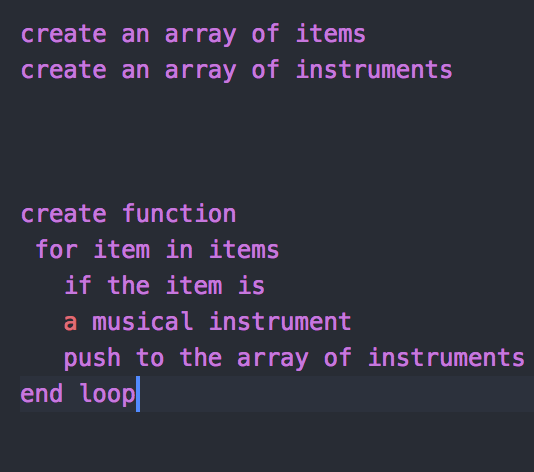 create an array of items
create an array of instruments
create function
for item in items
if the item is
a musical instrument
push to the array of instruments
end loop